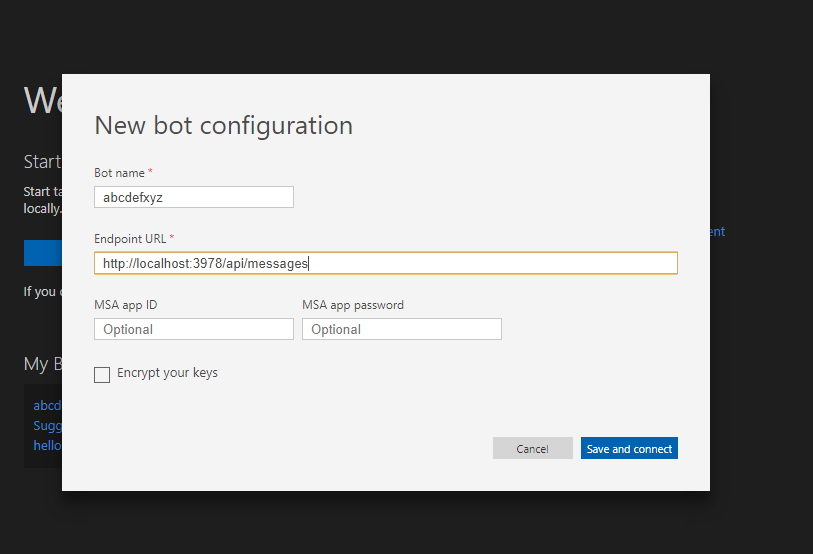 We
New bot configuration
Start
Bot name *
Start ta
abcdefxyz
locally.
Endpoint URL *
ent
http://localhost:3978/api/messages
If you
MSA app ID MSA app password
Optional Optional
My B
Encrypt your keys
abcd
Sugg
hello
Cancel Save and connect